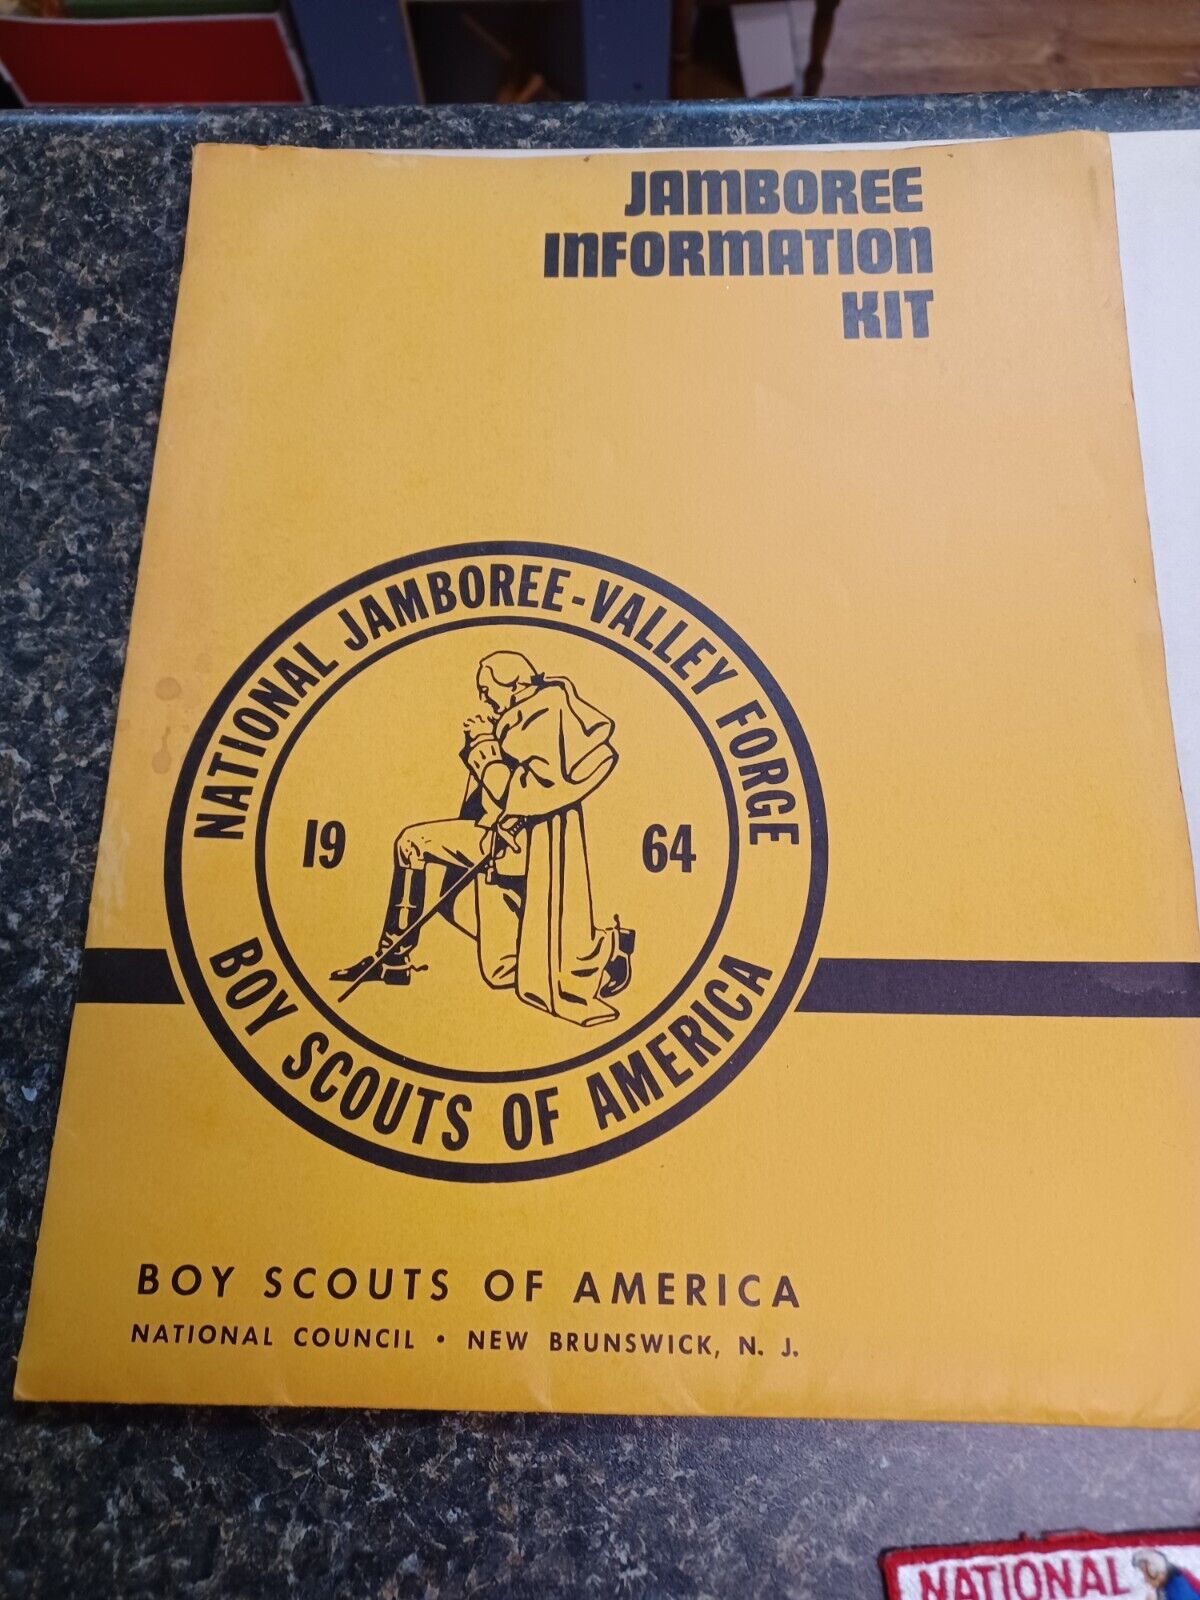 JAMBOREE
INFORMATION
KIT
NATIONAL JAMBOREE-VALLEY FORGE
19 64
BOY SCOUTS OF AMERICA
BOY SCOUTS OF AMERICA
NATIONAL COUNCIL • NEW BRUNSWICK, N. J.
NATIONAL